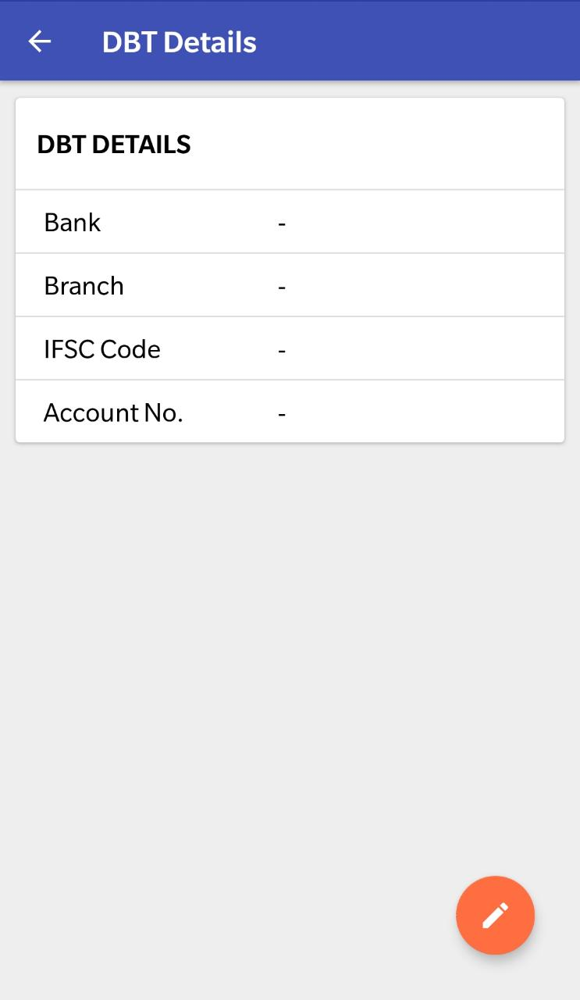 DBT Details
DBT DETAILS
Bank -
Branch -
IFSC Code -
Account No. -